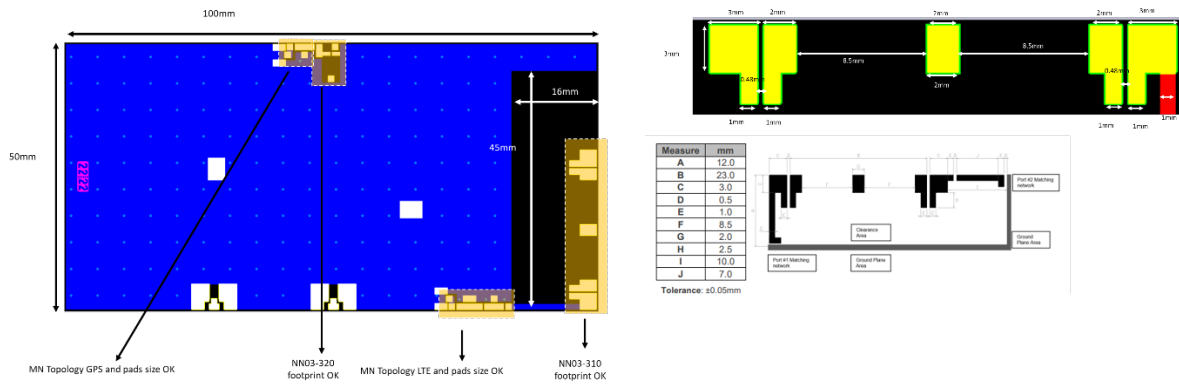 100mm
50mm
16mm
45mm
22.22
MN Topology GPS and pads size OK
NN03-320
footprint OK
MN Topology LTE and pads size OK
NN03-310
footprint OK
3mm
2mm
2mm
3mm
8.5mm
8.5mm
0.48mm
2mm
0.48mm
1mm
1mm
1mm
1mm
1mm
Measure mm
A 12.0
B 23.0
C 3.0
D 0.5
E 1.0
F 8.5
G 2.0
H 2.5
I 10.0
J 7.0
Tolerance: ±0.05mm
Port #2 Matching
network
Clearance
Area
Ground
Plane Area
Port #1 Matching
network
Ground Plane
Area